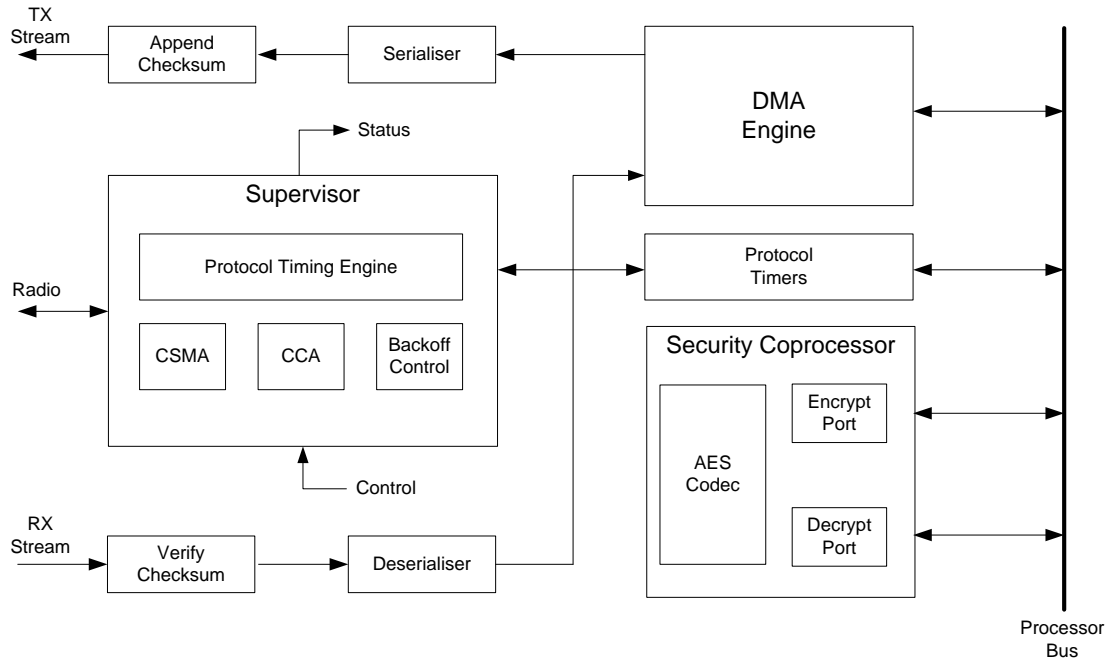 TX
Stream
Append
Checksum
Serialiser
DMA
Engine
Status
Supervisor
Protocol Timing Engine
Protocol
Timers
Radio
CSMA
CCA
Backoff
Control
Security Coprocessor
Encrypt
Port
AES
Codec
Control
RX
Stream
Verify
Checksum
Deserialiser
Decrypt
Port
Processor
Bus